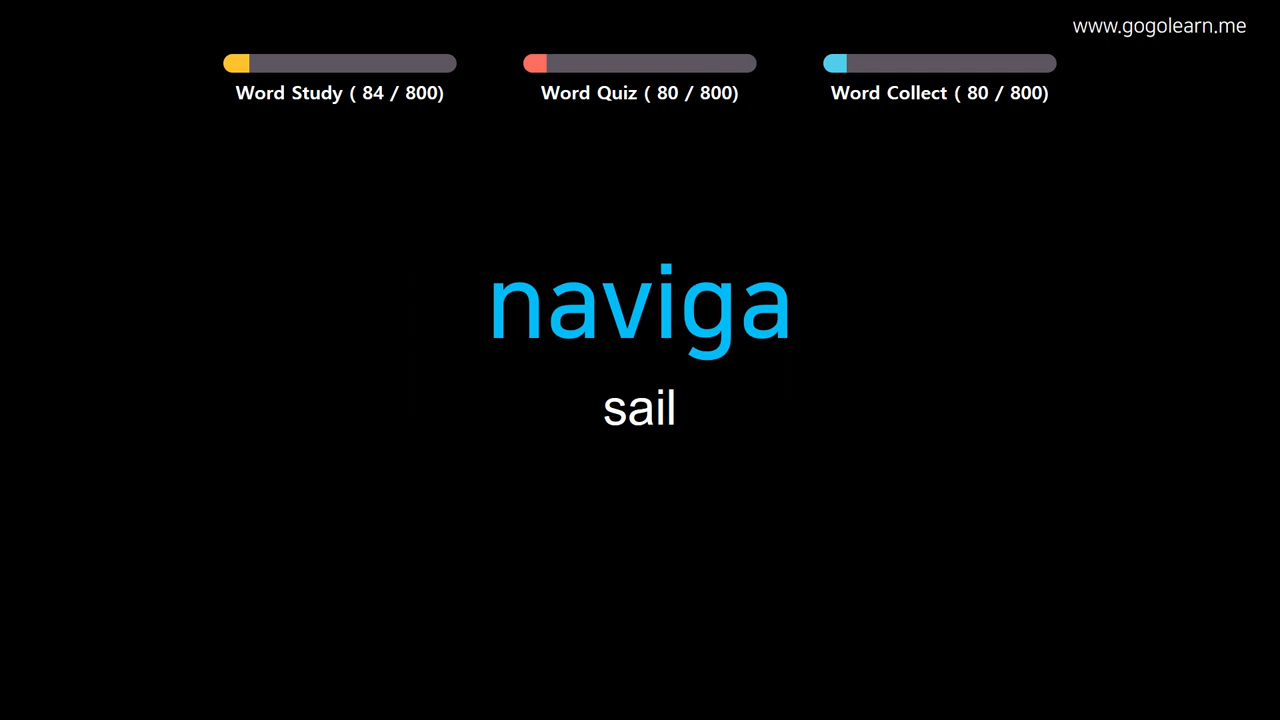 www.gogolearn.me
Word Study ( 84 / 800)
Word Quiz ( 80 / 800)
Word Collect ( 80 / 800)
naviga
sail